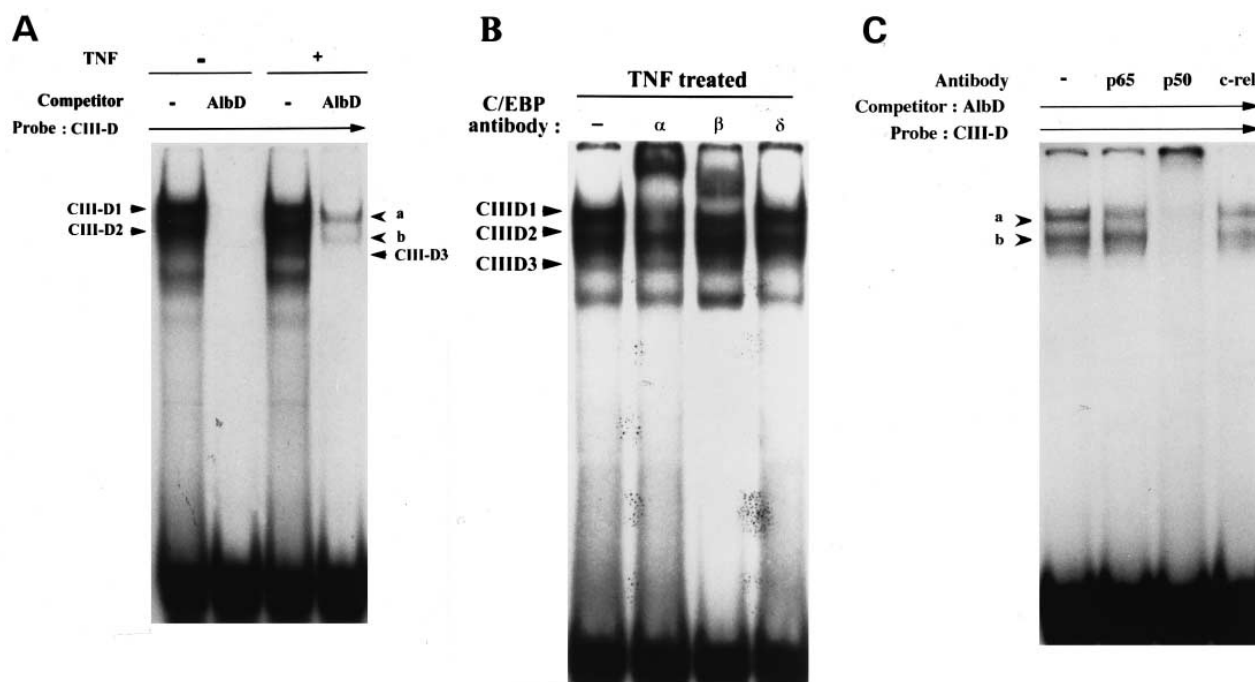 A
TNF - +
Competitor - AlbD - AlbD
Probe : CIII-D
CIII-D1
CIII-D2
a
b
CIII-D3
B
TNF treated
C/EBP
antibody : – α β δ
CIIID1
CIIID2
CIIID3
C
Antibody - p65 p50 c-rel
Competitor : AlbD
Probe : CIII-D
a
b